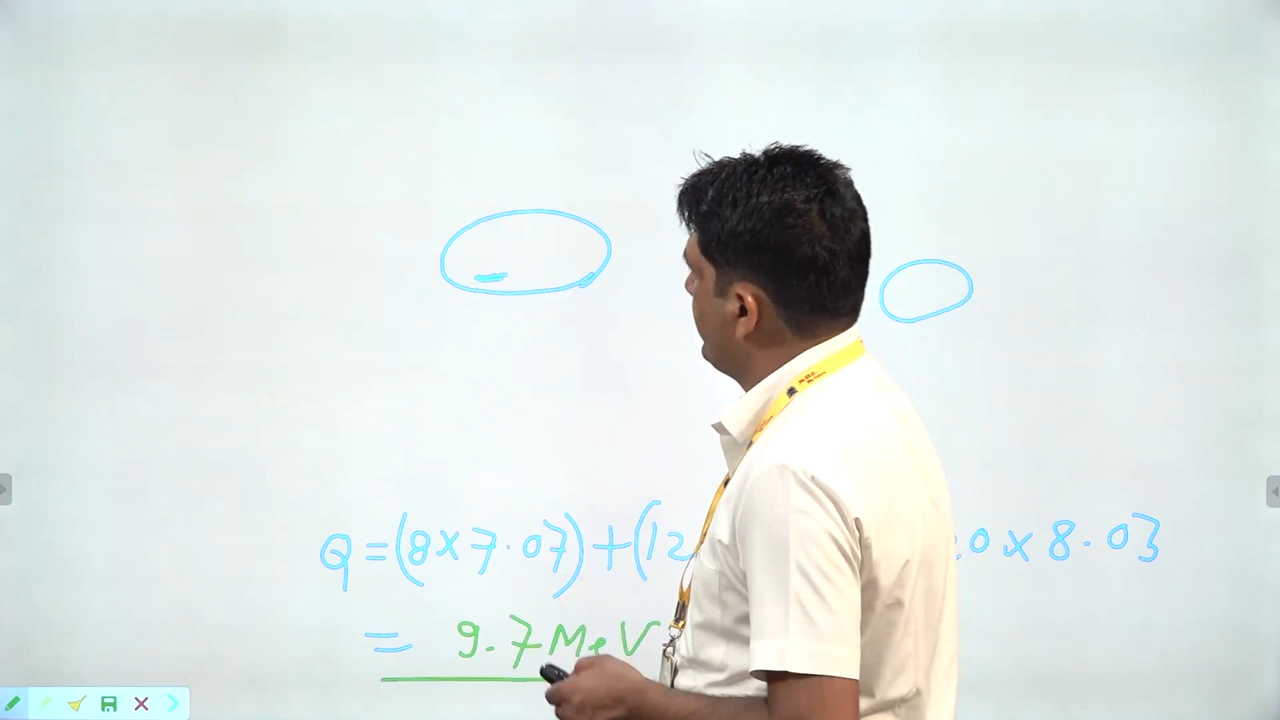 Q = (8 x 7.07) + (12 .0 x 8.03
= 9.7 MeV